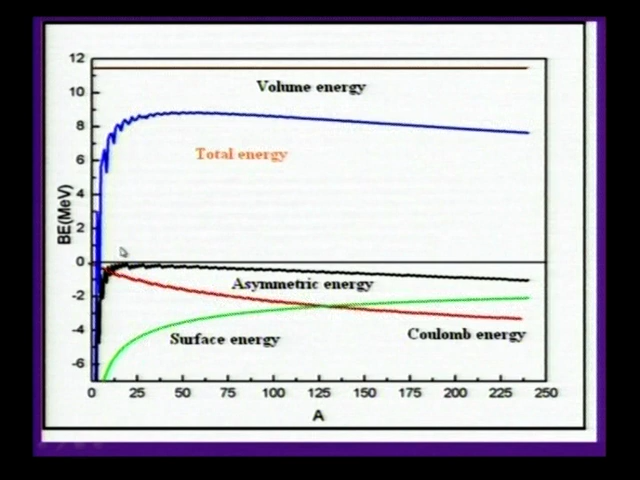 12
10
8
6
4
2
0
-2
-4
-6
BE(MeV)
Volume energy
Total energy
Asymmetric energy
Surface energy
Coulomb energy
0 25 50 75 100 125 150 175 200 225 250
A